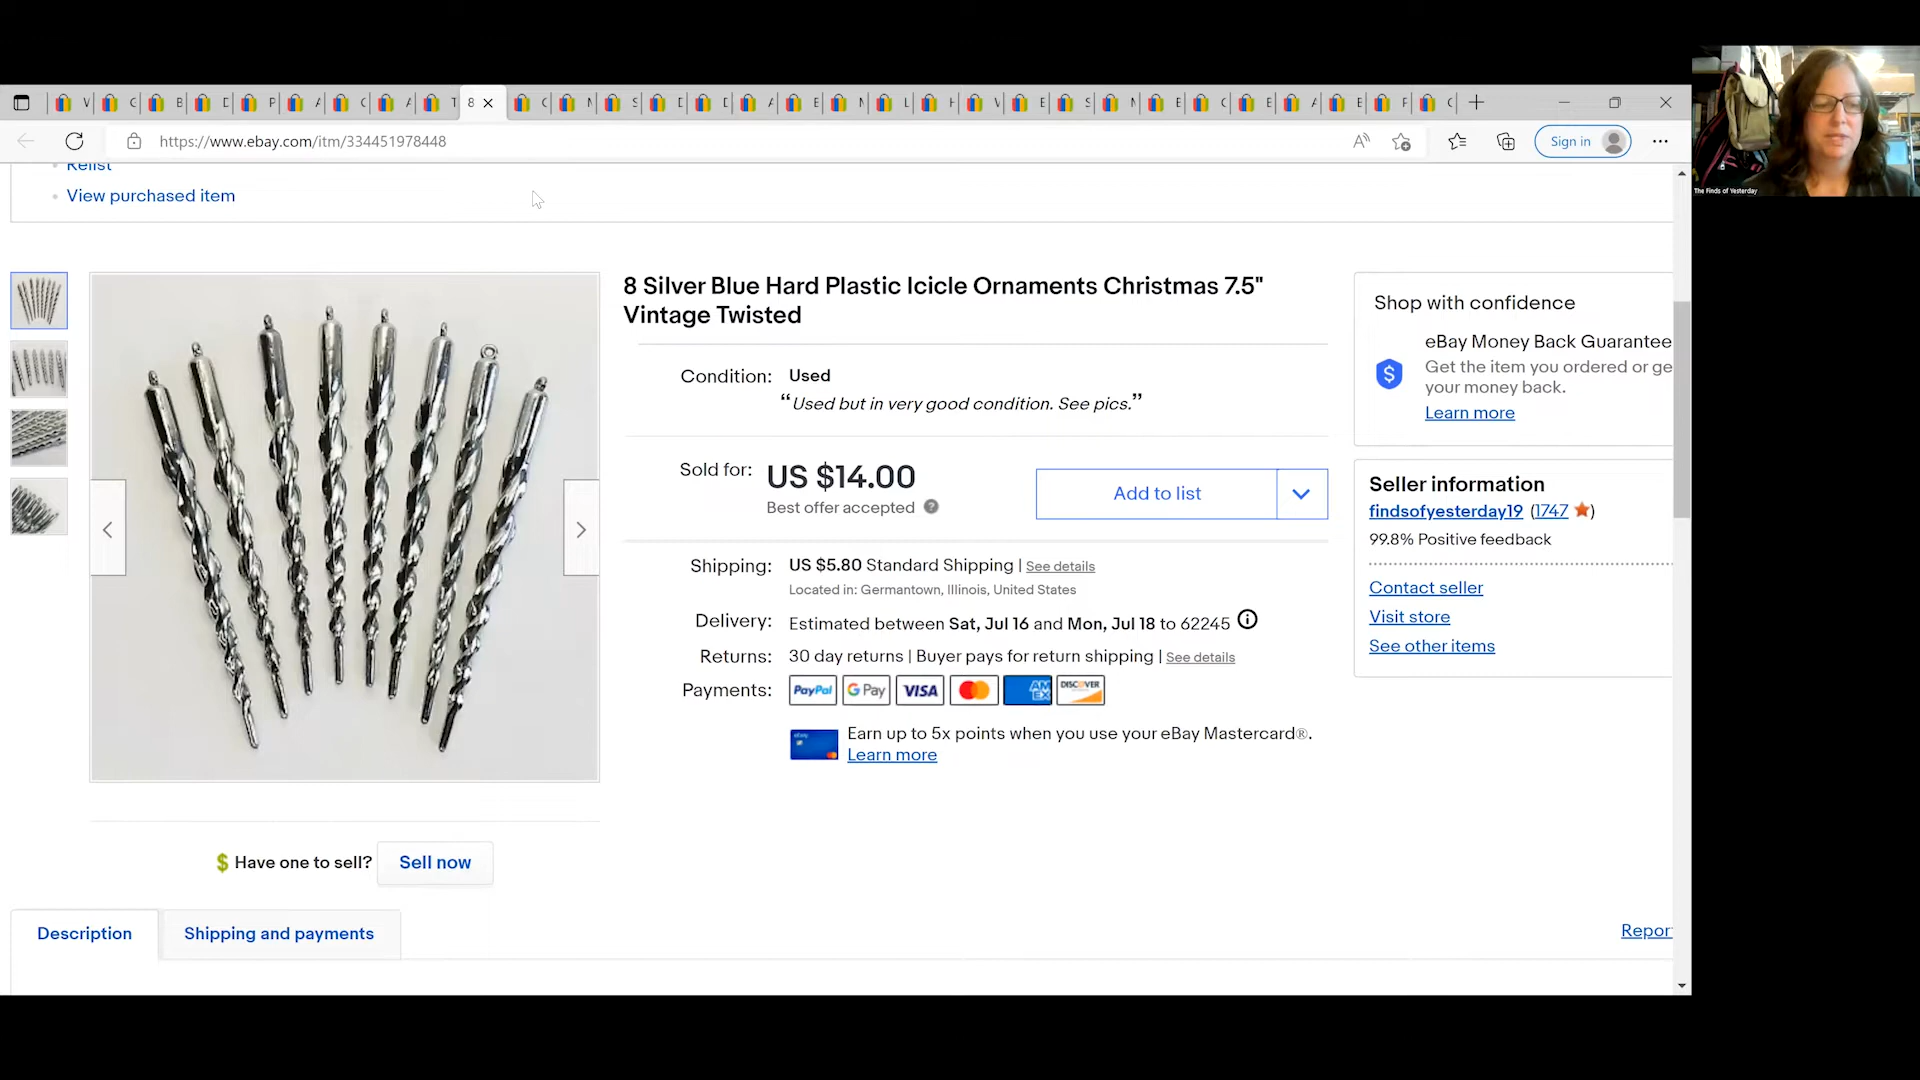 8
https://www.ebay.com/itm/334451978448
Sign in
The Finds of Yesterday
Relist
View purchased item
8 Silver Blue Hard Plastic Icicle Ornaments Christmas 7.5"
Vintage Twisted
Condition: Used
“Used but in very good condition. See pics.”
Sold for: US $14.00
Best offer accepted
Add to list
Shipping: US $5.80 Standard Shipping | See details
Located in: Germantown, Illinois, United States
Delivery: Estimated between Sat, Jul 16 and Mon, Jul 18 to 62245
Returns: 30 day returns | Buyer pays for return shipping | See details
Payments: PayPal G Pay VISA AM EX DISCOVER
Earn up to 5x points when you use your eBay Mastercard®.
Learn more
Shop with confidence
eBay Money Back Guarantee
Get the item you ordered or ge
your money back.
Learn more
Seller information
findsofyesterday19 (1747)
99.8% Positive feedback
Contact seller
Visit store
See other items
Have one to sell? Sell now
Description
Shipping and payments
Repor